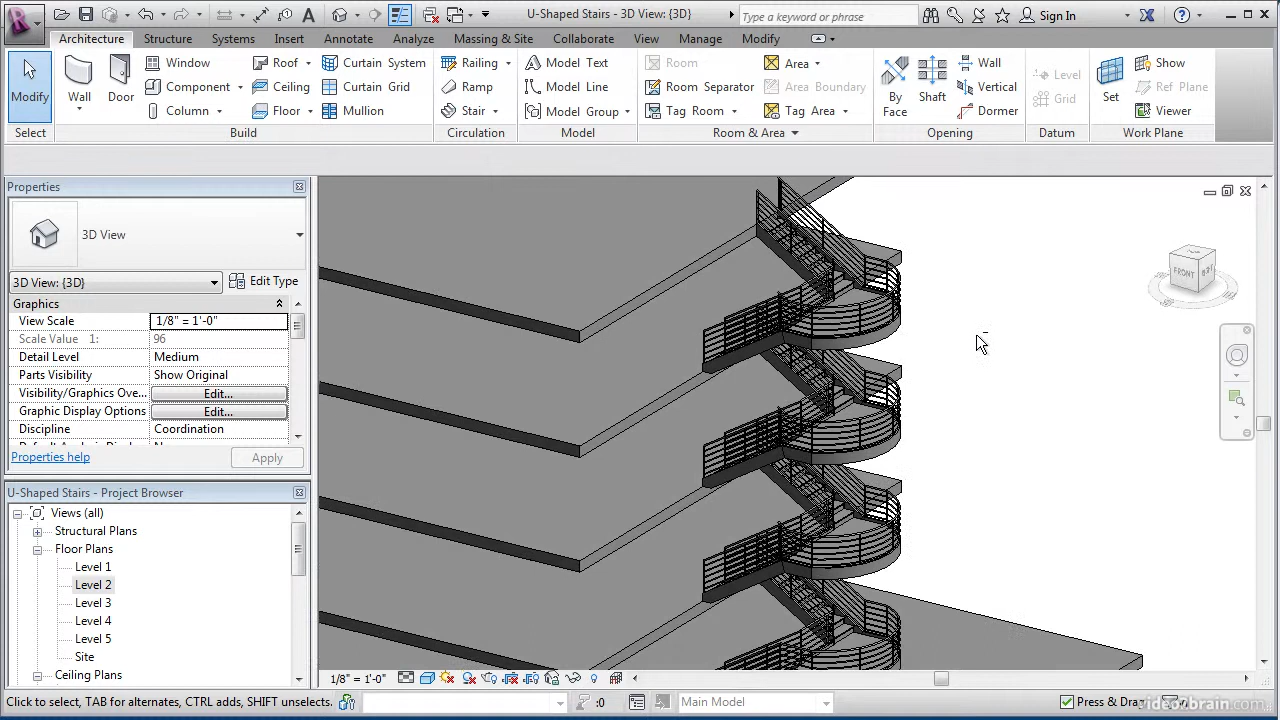 U-Shaped Stairs - 3D View: {3D}
Type a keyword or phrase
Sign In
Architecture Structure Systems Insert Annotate Analyze Massing & Site Collaborate View Manage Modify
Modify
Wall
Door
Window
Component
Column
Roof
Ceiling
Floor
Curtain System
Curtain Grid
Mullion
Railing
Ramp
Stair
Model Text
Model Line
Model Group
Room
Room Separator
Tag Room
Area
Area Boundary
Tag Area
By Face
Shaft
Wall
Vertical
Dormer
Level
Grid
Set
Show
Ref Plane
Viewer
Select Build Circulation Model Room & Area Opening Datum Work Plane
Properties
3D View
3D View: {3D} Edit Type
Graphics
View Scale 1/8" = 1'-0"
Scale Value 1: 96
Detail Level Medium
Parts Visibility Show Original
Visibility/Graphics Ove... Edit...
Graphic Display Options Edit...
Discipline Coordination
Properties help Apply
U-Shaped Stairs - Project Browser
Views (all)
Structural Plans
Floor Plans
Level 1
Level 2
Level 3
Level 4
Level 5
Site
Ceiling Plans
FRONT
1/8" = 1'-0"
Click to select, TAB for alternates, CTRL adds, SHIFT unselects.
:0
Main Model
Press & Drag
video2brain.com